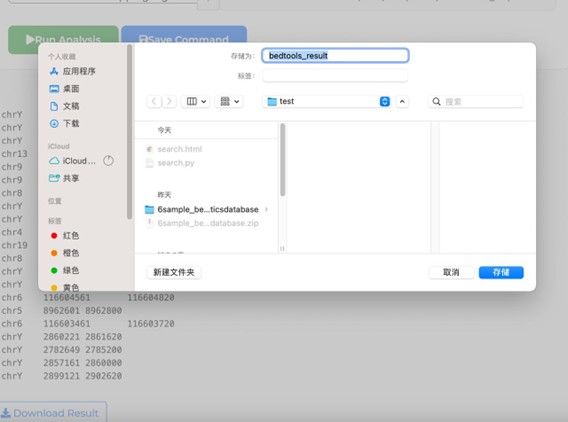 Run Analysis
Save Command
存储为:
bedtools_result
标签:
test
搜索
个人收藏
应用程序
桌面
文稿
下载
iCloud
iCloud...
共享
位置
标签
红色
橙色
绿色
黄色
今天
search.html
search.py
昨天
6sample_be...ticsdatabase
6sample_be...database.zip
新建文件夹
取消
存储
chrY
chrY
chrY
chr13
chr9
chr9
chr8
chrY
chrY
chr4
chr19
chr8
chrY
chrY
chr6 116604561 116604820
chr5 8962601 8962800
chr6 116603461 116603720
chrY 2860221 2861620
chrY 2782649 2785200
chrY 2857161 2860000
chrY 2899121 2902620
Download Result